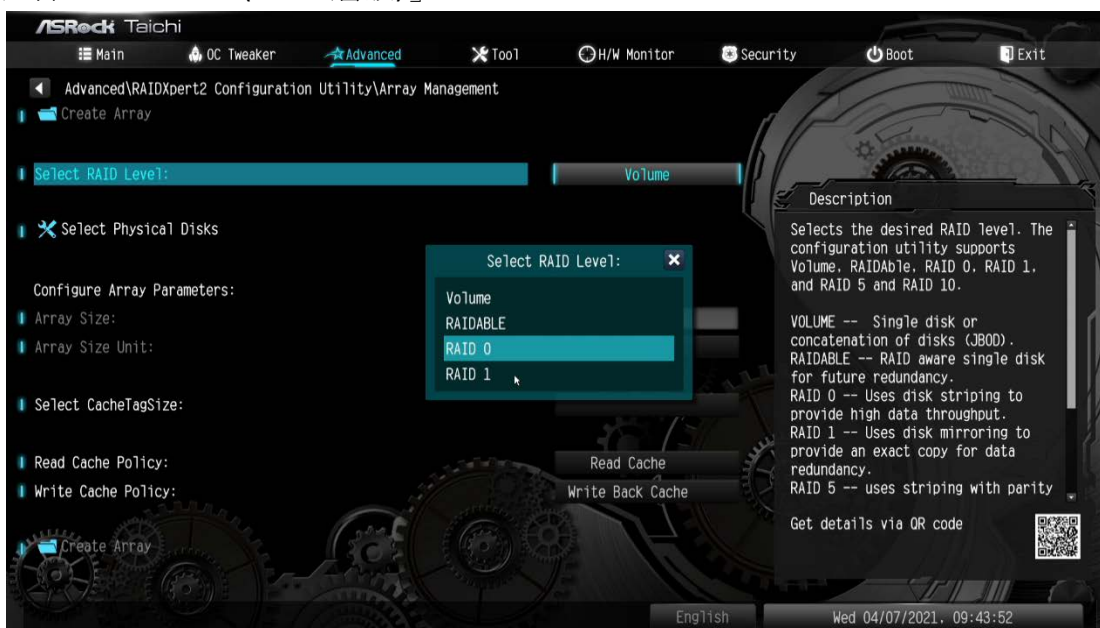 ASRock Taichi
Main OC Tweaker Advanced Tool H/W Monitor Security Boot Exit
Advanced\RAIDXpert2 Configuration Utility\Array Management
Create Array
Select RAID Level:
Volume
Select Physical Disks
Configure Array Parameters:
Array Size:
Array Size Unit:
Select CacheTagSize:
Read Cache Policy:
Read Cache
Write Cache Policy:
Write Back Cache
Create Array
Select RAID Level:
Volume
RAIDABLE
RAID 0
RAID 1
Description
Selects the desired RAID level. The
configuration utility supports
Volume, RAIDAble, RAID 0, RAID 1,
and RAID 5 and RAID 10.
VOLUME -- Single disk or
concatenation of disks (JBOD).
RAIDABLE -- RAID aware single disk
for future redundancy.
RAID 0 -- Uses disk striping to
provide high data throughput.
RAID 1 -- Uses disk mirroring to
provide an exact copy for data
redundancy.
RAID 5 -- uses striping with parity
Get details via QR code
English
Wed 04/07/2021, 09:43:52